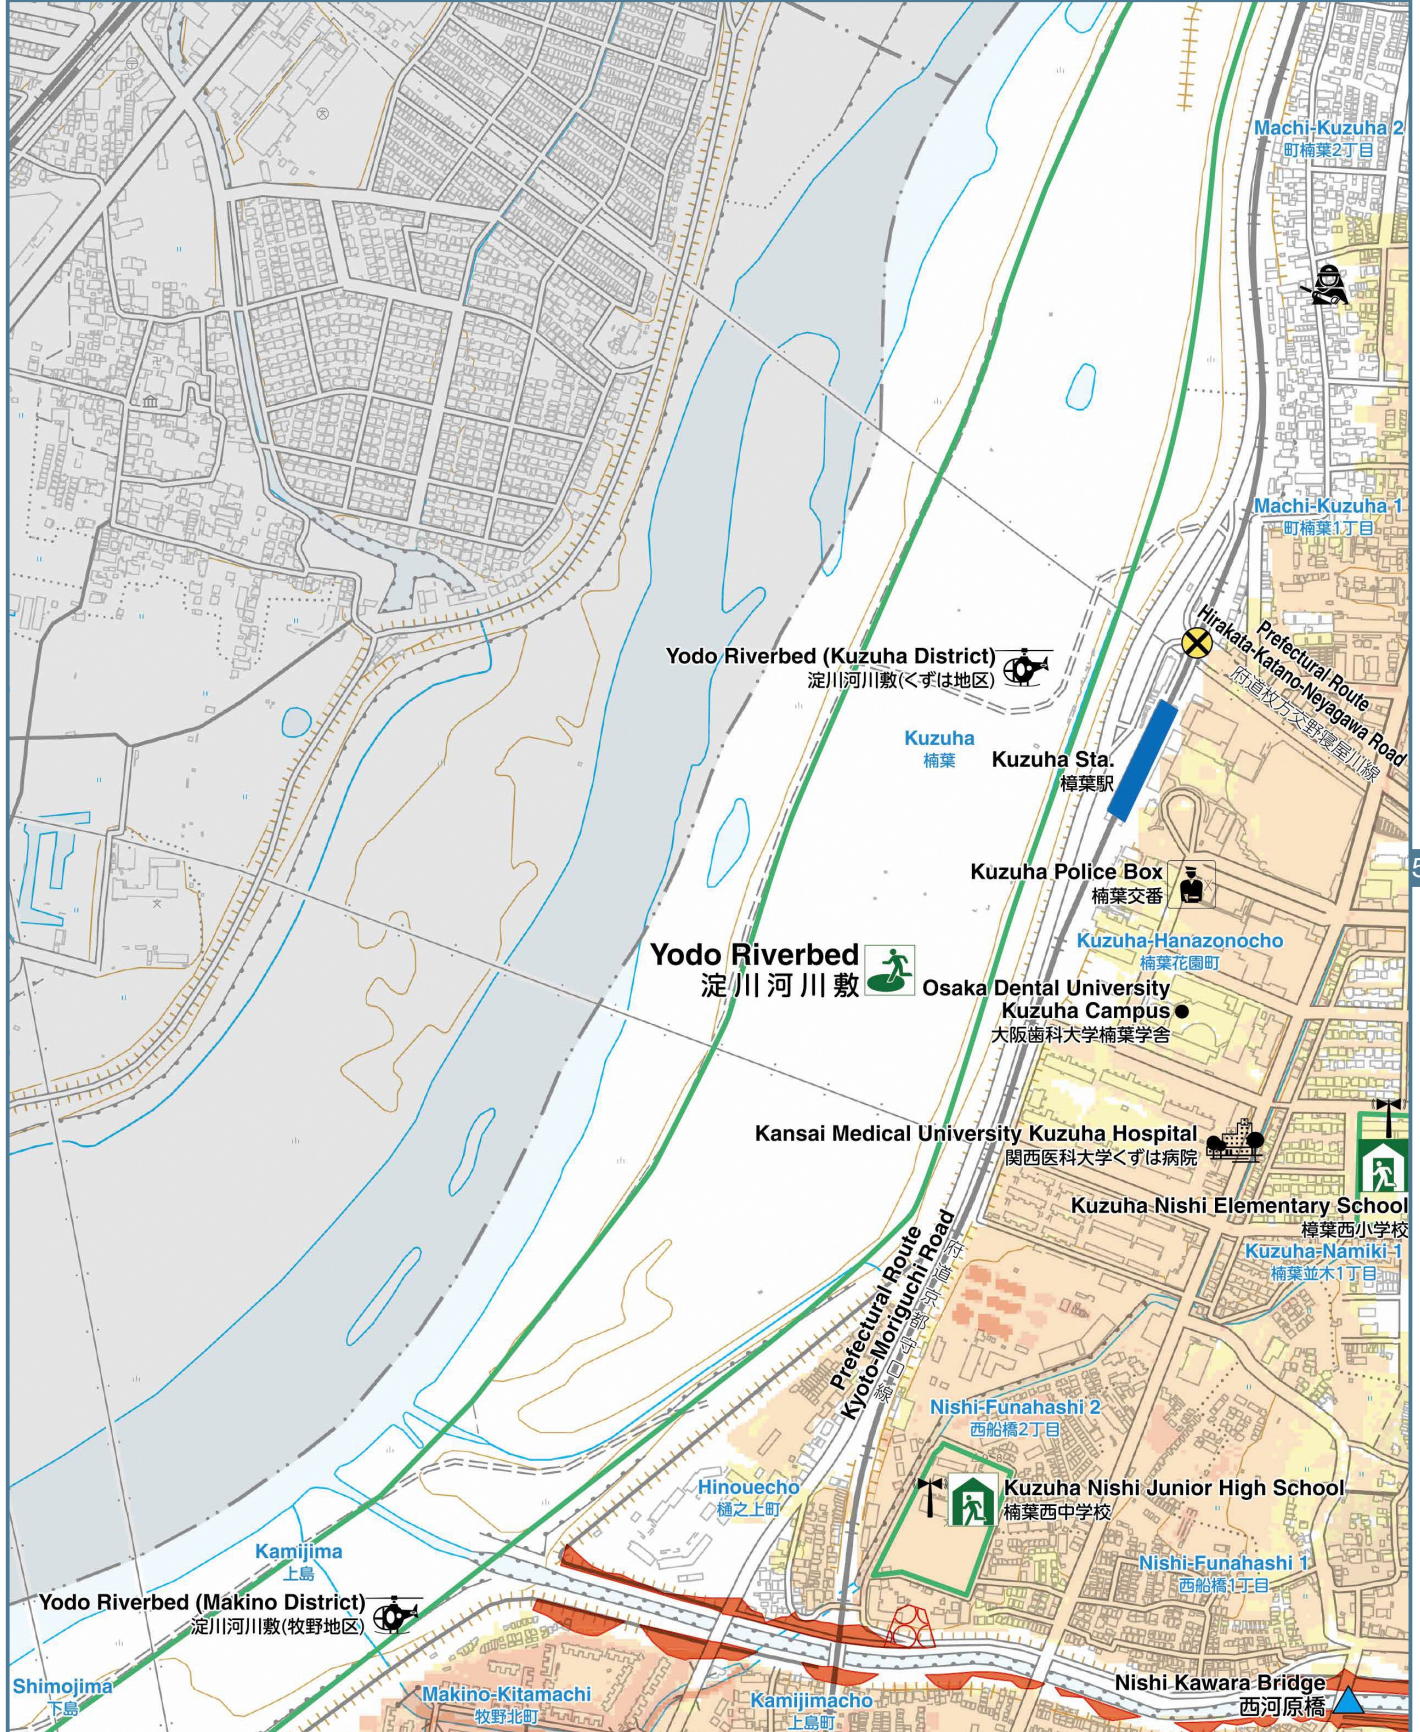 Machi-Kuzuha 2
町楠葉2丁目
Machi-Kuzuha 1
町楠葉1丁目
Prefectural Route
Hirakata-Katano-Neyagawa Road
府道枚方交野寝屋川線
Yodo Riverbed (Kuzuha District)
淀川河川敷(くずは地区)
Kuzuha
楠葉
Kuzuha Sta.
樟葉駅
5
Kuzuha Police Box
楠葉交番
Kuzuha-Hanazonocho
楠葉花園町
Yodo Riverbed
淀川河川敷
Osaka Dental University
Kuzuha Campus
大阪歯科大学楠葉学舎
Kansai Medical University Kuzuha Hospital
関西医科大学くずは病院
Kuzuha Nishi Elementary School
樟葉西小学校
Kuzuha-Namiki 1
楠葉並木1丁目
Prefectural Route
Kyoto-Moriguchi Road
府道京都守口線
Nishi-Funahashi 2
西船橋2丁目
Kuzuha Nishi Junior High School
楠葉西中学校
Hinouecho
樋之上町
Kamijima
上島
Nishi-Funahashi 1
西船橋1丁目
Yodo Riverbed (Makino District)
淀川河川敷(牧野地区)
Shimojima
下島
Makino-Kitamachi
牧野北町
Kamijimacho
上島町
Nishi Kawara Bridge
西河原橋